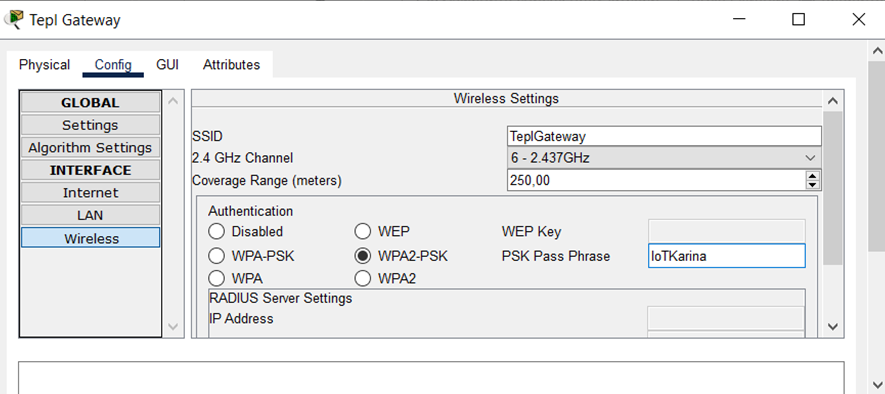 Tepl Gateway
Physical Config GUI Attributes
GLOBAL
Settings
Algorithm Settings
INTERFACE
Internet
LAN
Wireless
Wireless Settings
SSID TeplGateway
2.4 GHz Channel 6 - 2.437GHz
Coverage Range (meters) 250,00
Authentication
Disabled WEP WEP Key
WPA-PSK WPA2-PSK PSK Pass Phrase IoTKarina
WPA WPA2
RADIUS Server Settings
IP Address